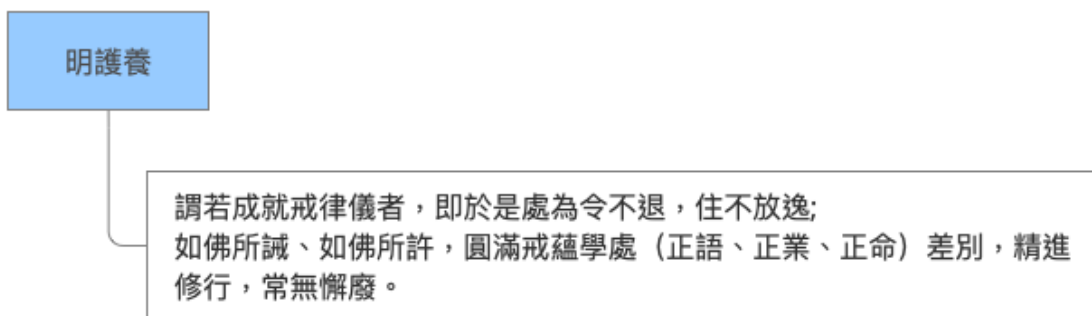 明護養
謂若成就戒律儀者，即於是處為令不退，住不放逸;
如佛所誡、如佛所許，圓滿戒蘊學處（正語、正業、正命）差別，精進
修行，常無懈廢。